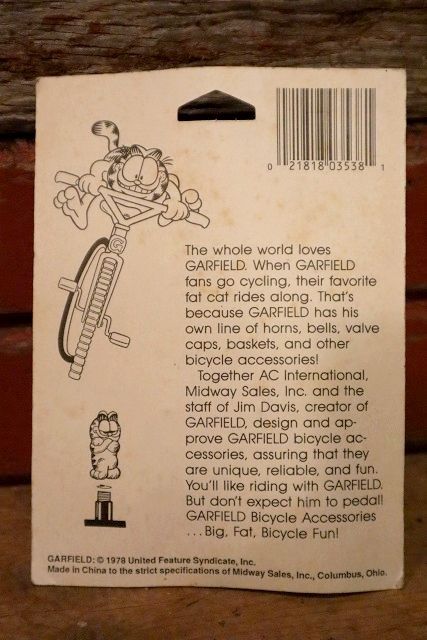 0 21818 03538 1
The whole world loves
GARFIELD. When GARFIELD
fans go cycling, their favorite
fat cat rides along. That's
because GARFIELD has his
own line of horns, bells, valve
caps, baskets, and other
bicycle accessories!
Together AC International,
Midway Sales, Inc. and the
staff of Jim Davis, creator of
GARFIELD, design and ap-
prove GARFIELD bicycle ac-
cessories, assuring that they
are unique, reliable, and fun.
You'll like riding with GARFIELD.
But don't expect him to pedal!
GARFIELD Bicycle Accessories
...Big, Fat, Bicycle Fun!
GARFIELD: © 1978 United Feature Syndicate, Inc.
Made in China to the strict specifications of Midway Sales, Inc., Columbus, Ohio.